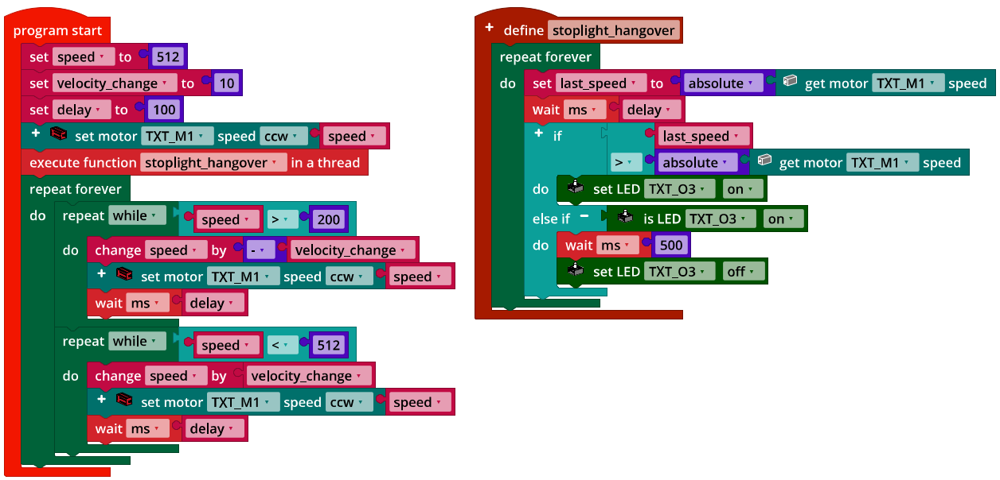 program start
set speed to 512
set velocity_change to 10
set delay to 100
+ set motor TXT_M1 speed ccw speed
execute function stoplight_hangover in a thread
repeat forever
do repeat while speed > 200
do change speed by - velocity_change
+ set motor TXT_M1 speed ccw speed
wait ms delay
repeat while speed < 512
do change speed by velocity_change
+ set motor TXT_M1 speed ccw speed
wait ms delay
+ define stoplight_hangover
repeat forever
do set last_speed to absolute get motor TXT_M1 speed
wait ms delay
+ if last_speed
> absolute get motor TXT_M1 speed
do set LED TXT_O3 on
else if - is LED TXT_O3 on
do wait ms 500
set LED TXT_O3 off